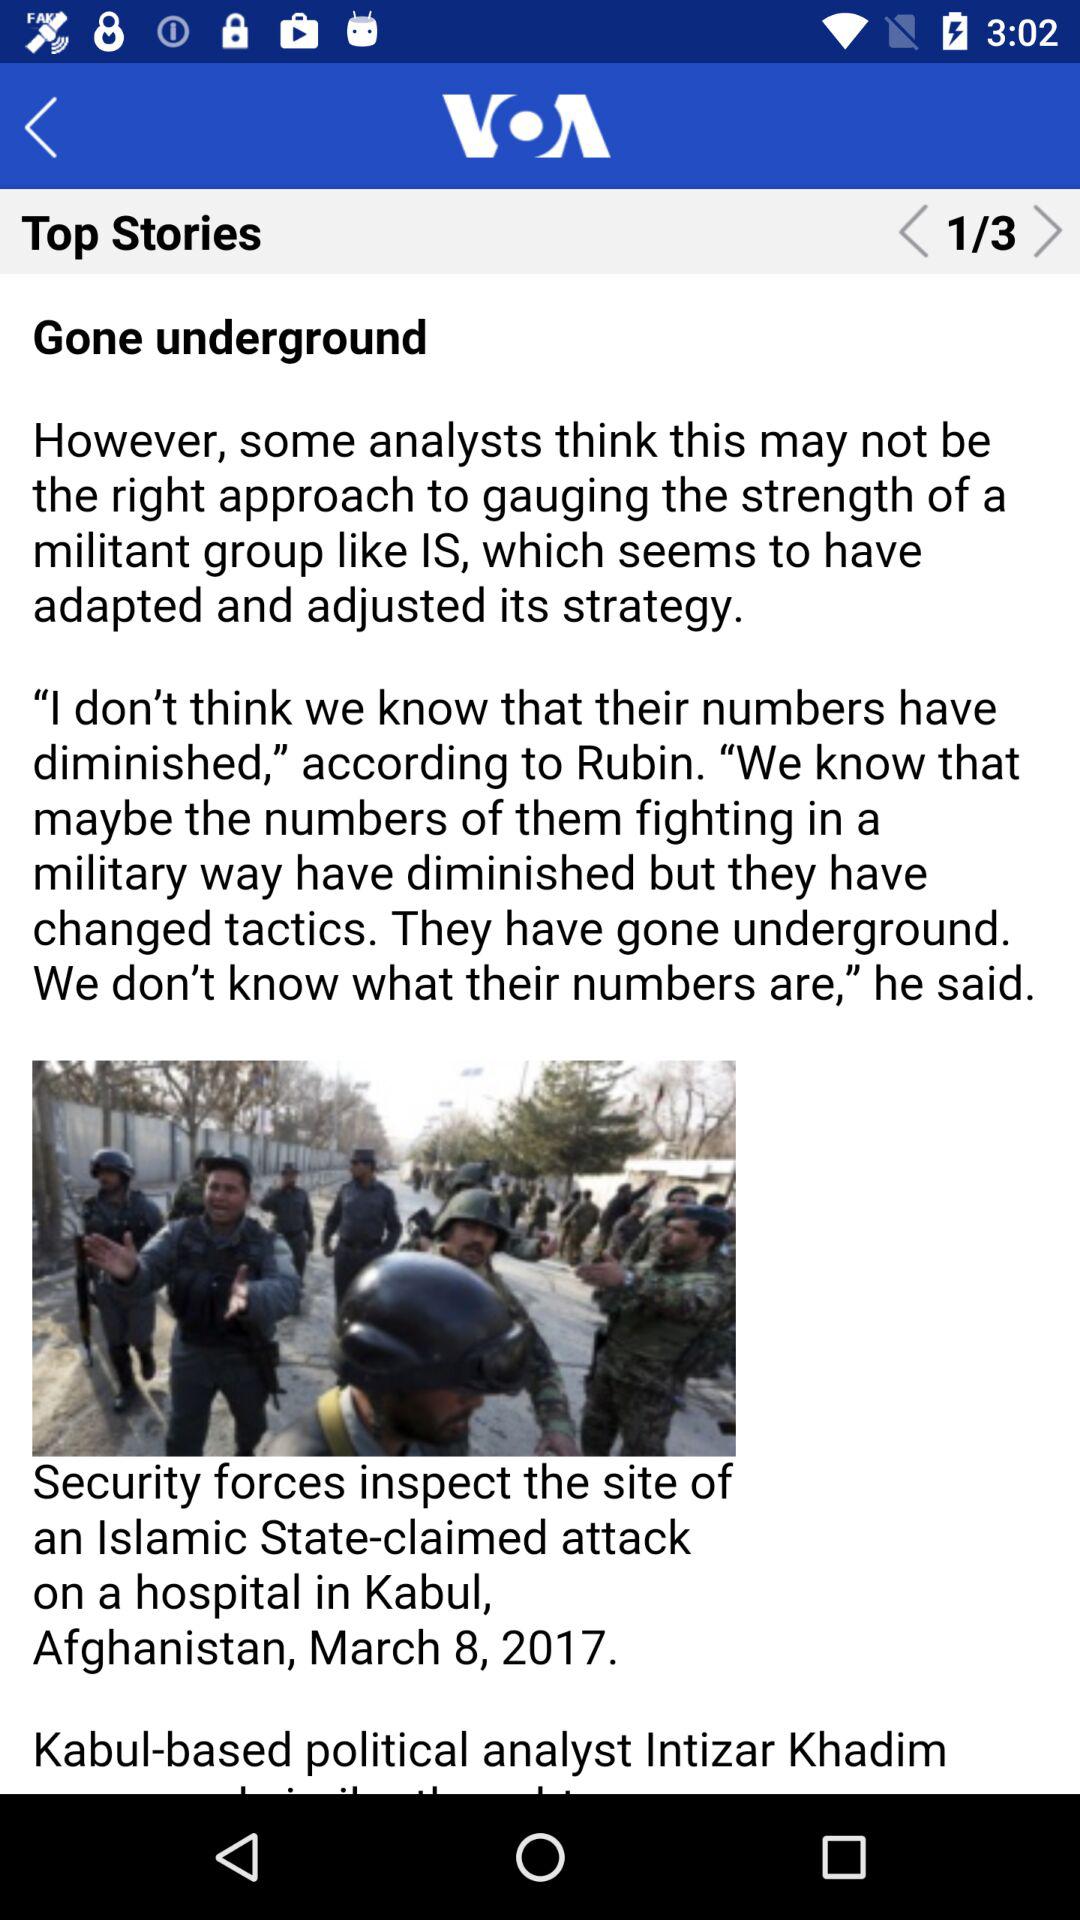 FAKE
3:02
VOA
Top Stories
1/3
Gone underground
However, some analysts think this may not be
the right approach to gauging the strength of a
militant group like IS, which seems to have
adapted and adjusted its strategy.
“I don’t think we know that their numbers have
diminished,” according to Rubin. “We know that
maybe the numbers of them fighting in a
military way have diminished but they have
changed tactics. They have gone underground.
We don’t know what their numbers are,” he said.
Security forces inspect the site of
an Islamic State-claimed attack
on a hospital in Kabul,
Afghanistan, March 8, 2017.
Kabul-based political analyst Intizar Khadim